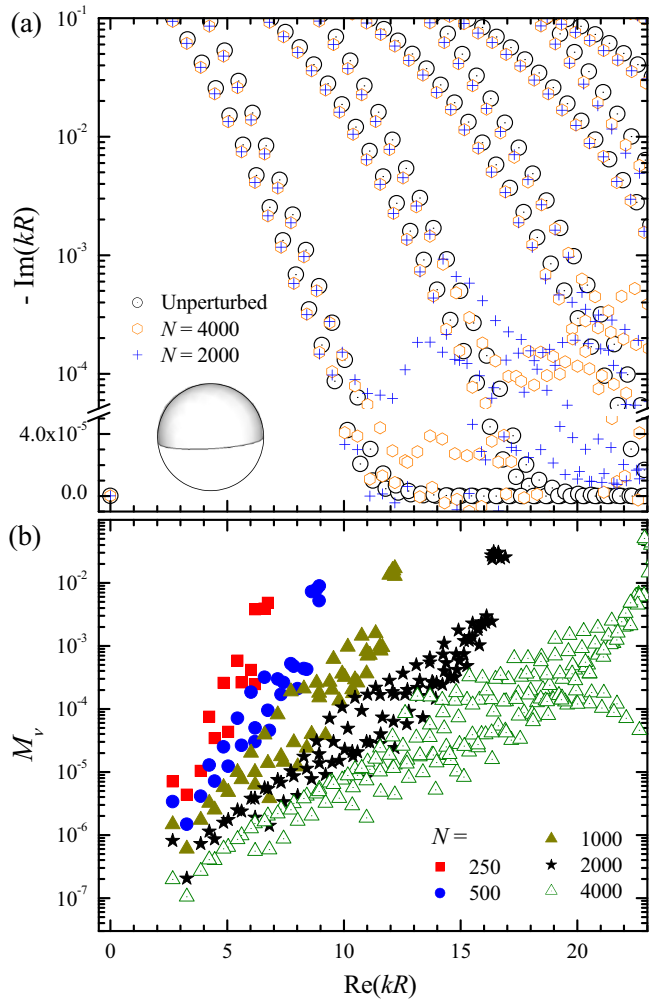 (a)
10⁻¹
10⁻²
10⁻³
10⁻⁴
4.0x10⁻⁵
0.0
- Im(kR)
Unperturbed
N = 4000
N = 2000
(b)
10⁻²
10⁻³
10⁻⁴
10⁻⁵
10⁻⁶
10⁻⁷
Mᵥ
N =
250
500
1000
2000
4000
0
5
10
15
20
Re(kR)